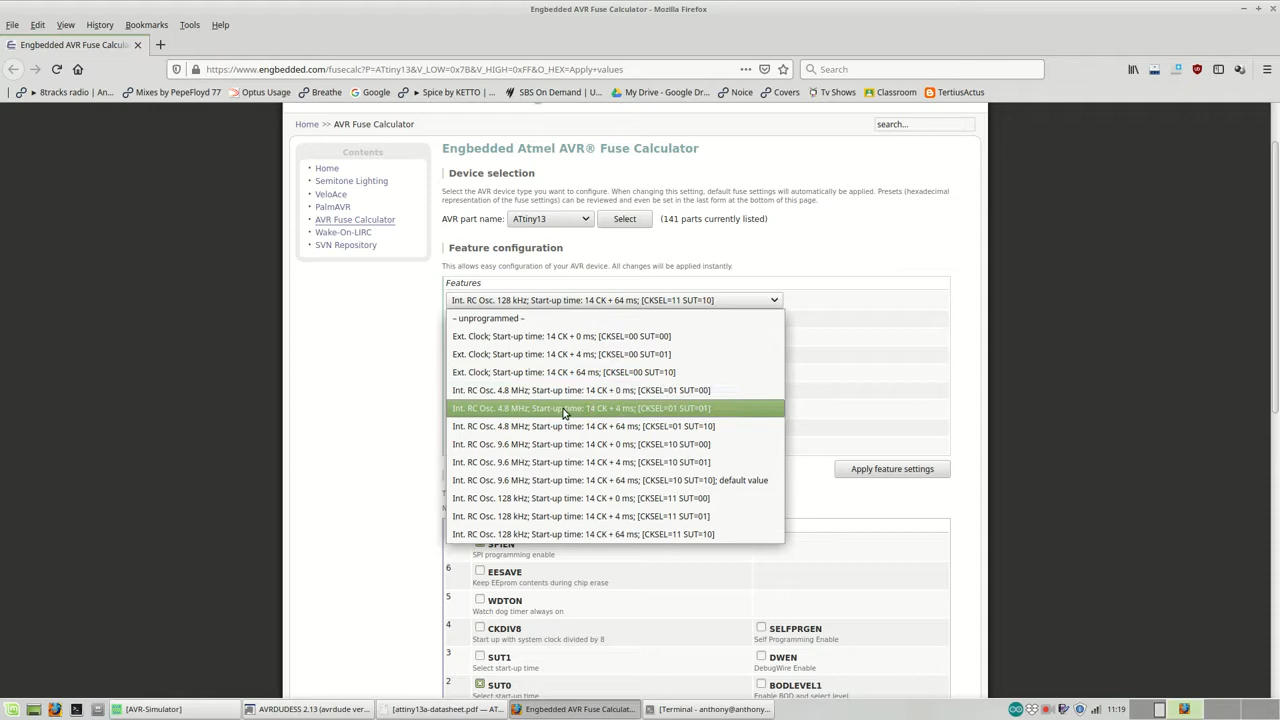 Engbedded AVR Fuse Calculator - Mozilla Firefox
File Edit View History Bookmarks Tools Help
Engbedded AVR Fuse Calcula
https://www.engbedded.com/fusecalc?P=ATtiny13&V_LOW=0x7B&V_HIGH=0xFF&O_HEX=Apply+values
Search
8tracks radio | An... Mixes by PepeFloyd 77 Optus Usage Breathe Google Spice by KETTO | ... SBS On Demand | U... My Drive - Google Dr... Noice Covers Tv Shows Classroom TertiusActus
Home >> AVR Fuse Calculator
search...
Contents
Home
Semitone Lighting
VeloAce
PalmAVR
AVR Fuse Calculator
Wake-On-LIRC
SVN Repository
Engbedded Atmel AVR® Fuse Calculator
Device selection
Select the AVR device type you want to configure. When changing this setting, default fuse settings will automatically be applied. Presets (hexadecimal
representation of the fuse settings) can be reviewed and even be set in the last form at the bottom of this page.
AVR part name: ATtiny13 Select (141 parts currently listed)
Feature configuration
This allows easy configuration of your AVR device. All changes will be applied instantly.
Features
Int. RC Osc. 128 kHz; Start-up time: 14 CK + 64 ms; [CKSEL=11 SUT=10]
– unprogrammed –
Ext. Clock; Start-up time: 14 CK + 0 ms; [CKSEL=00 SUT=00]
Ext. Clock; Start-up time: 14 CK + 4 ms; [CKSEL=00 SUT=01]
Ext. Clock; Start-up time: 14 CK + 64 ms; [CKSEL=00 SUT=10]
Int. RC Osc. 4.8 MHz; Start-up time: 14 CK + 0 ms; [CKSEL=01 SUT=00]
Int. RC Osc. 4.8 MHz; Start-up time: 14 CK + 4 ms; [CKSEL=01 SUT=01]
Int. RC Osc. 4.8 MHz; Start-up time: 14 CK + 64 ms; [CKSEL=01 SUT=10]
Int. RC Osc. 9.6 MHz; Start-up time: 14 CK + 0 ms; [CKSEL=10 SUT=00]
Int. RC Osc. 9.6 MHz; Start-up time: 14 CK + 4 ms; [CKSEL=10 SUT=01]
Int. RC Osc. 9.6 MHz; Start-up time: 14 CK + 64 ms; [CKSEL=10 SUT=10]; default value
Int. RC Osc. 128 kHz; Start-up time: 14 CK + 0 ms; [CKSEL=11 SUT=00]
Int. RC Osc. 128 kHz; Start-up time: 14 CK + 4 ms; [CKSEL=11 SUT=01]
Int. RC Osc. 128 kHz; Start-up time: 14 CK + 64 ms; [CKSEL=11 SUT=10]
Apply feature settings
SPIEN
SPI programming enable
6 EESAVE
Keep EEprom contents during chip erase
5 WDTON
Watch dog timer always on
4 CKDIV8 SELFPRGEN
Start up with system clock divided by 8 Self Programming Enable
3 SUT1 DWEN
Select start-up time DebugWire Enable
2 SUT0 BODLEVEL1
Select start-up time Enable BOD and select level
[AVR-Simulator] AVRDUDESS 2.13 (avrdude ver... [attiny13a-datasheet.pdf — AT... Engbedded AVR Fuse Calculat... [Terminal - anthony@anthony... 11:19